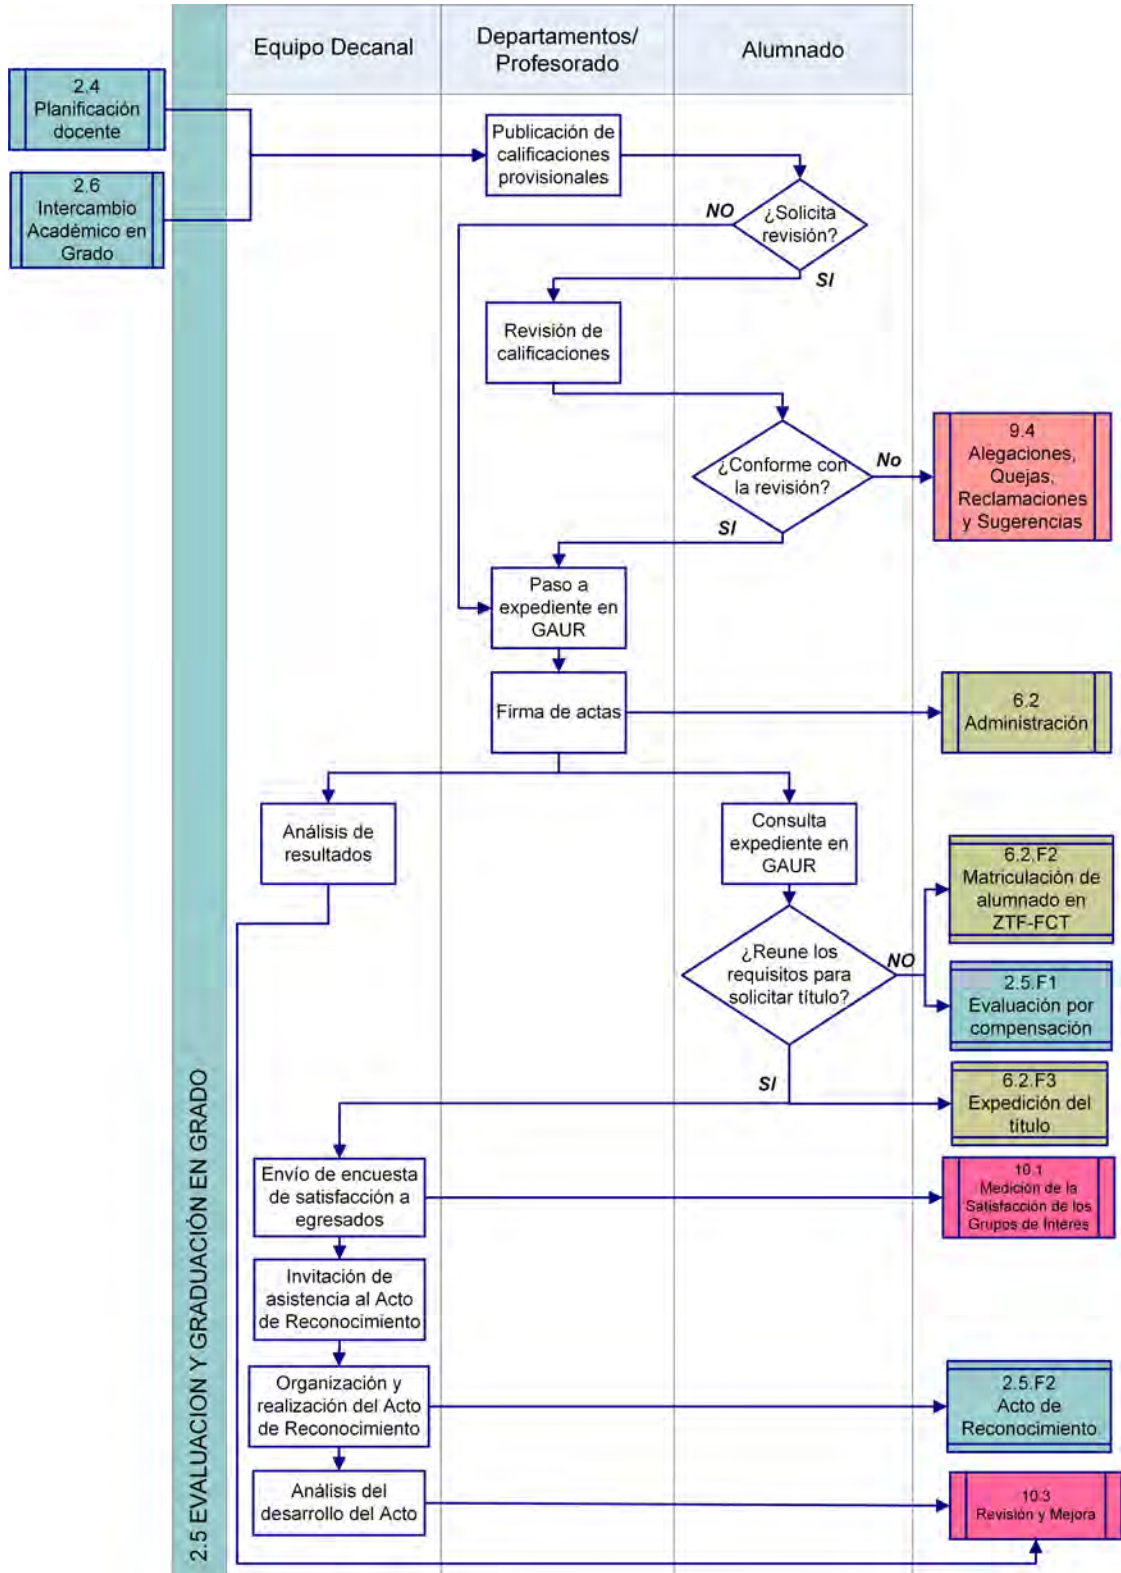 Equipo Decanal
Departamentos/
Profesorado
Alumnado
2.4
Planificación
docente
2.6
Intercambio
Académico en
Grado
Publicación de
calificaciones
provisionales
¿Solicita
revisión?
NO
SI
Revisión de
calificaciones
¿Conforme con
la revisión?
No
SI
9.4
Alegaciones,
Quejas,
Reclamaciones
y Sugerencias
Paso a
expediente en
GAUR
Firma de actas
6.2
Administración
Análisis de
resultados
Consulta
expediente en
GAUR
6.2.F2
Matriculación de
alumnado en
ZTF-FCT
¿Reune los
requisitos para
solicitar título?
NO
SI
2.5.F1
Evaluación por
compensación
6.2.F3
Expedición del
título
Envío de encuesta
de satisfacción a
egresados
10.1
Medición de la
Satisfacción de los
Grupos de Interés
Invitación de
asistencia al Acto
de Reconocimiento
Organización y
realización del Acto
de Reconocimiento
2.5.F2
Acto de
Reconocimiento
Análisis del
desarrollo del Acto
10.3
Revisión y Mejora
2.5 EVALUACION Y GRADUACIÓN EN GRADO